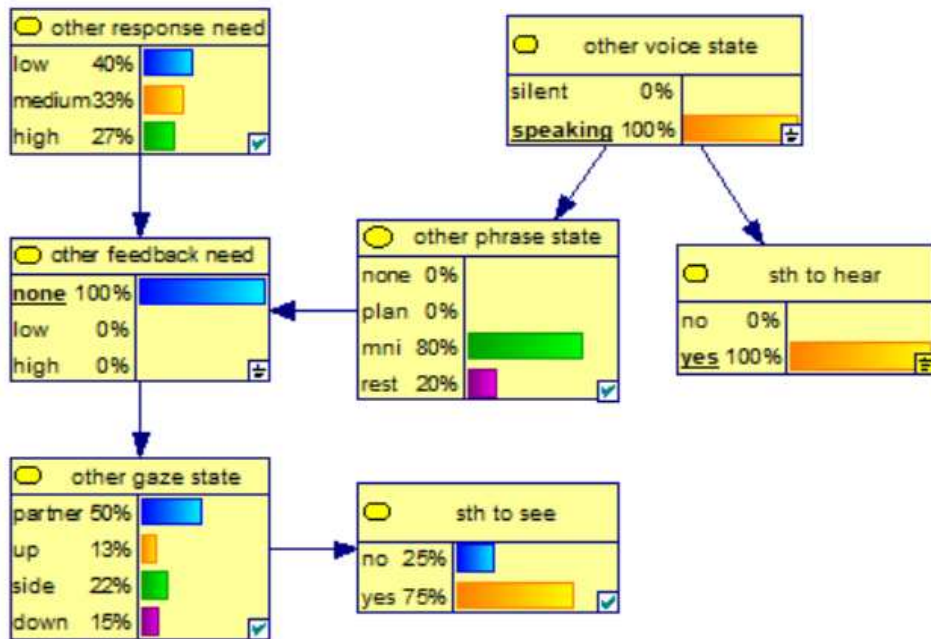 other response need
low 40%
medium 33%
high 27%
other voice state
silent 0%
speaking 100%
other feedback need
none 100%
low 0%
high 0%
other phrase state
none 0%
plan 0%
mni 80%
rest 20%
sth to hear
no 0%
yes 100%
other gaze state
partner 50%
up 13%
side 22%
down 15%
sth to see
no 25%
yes 75%